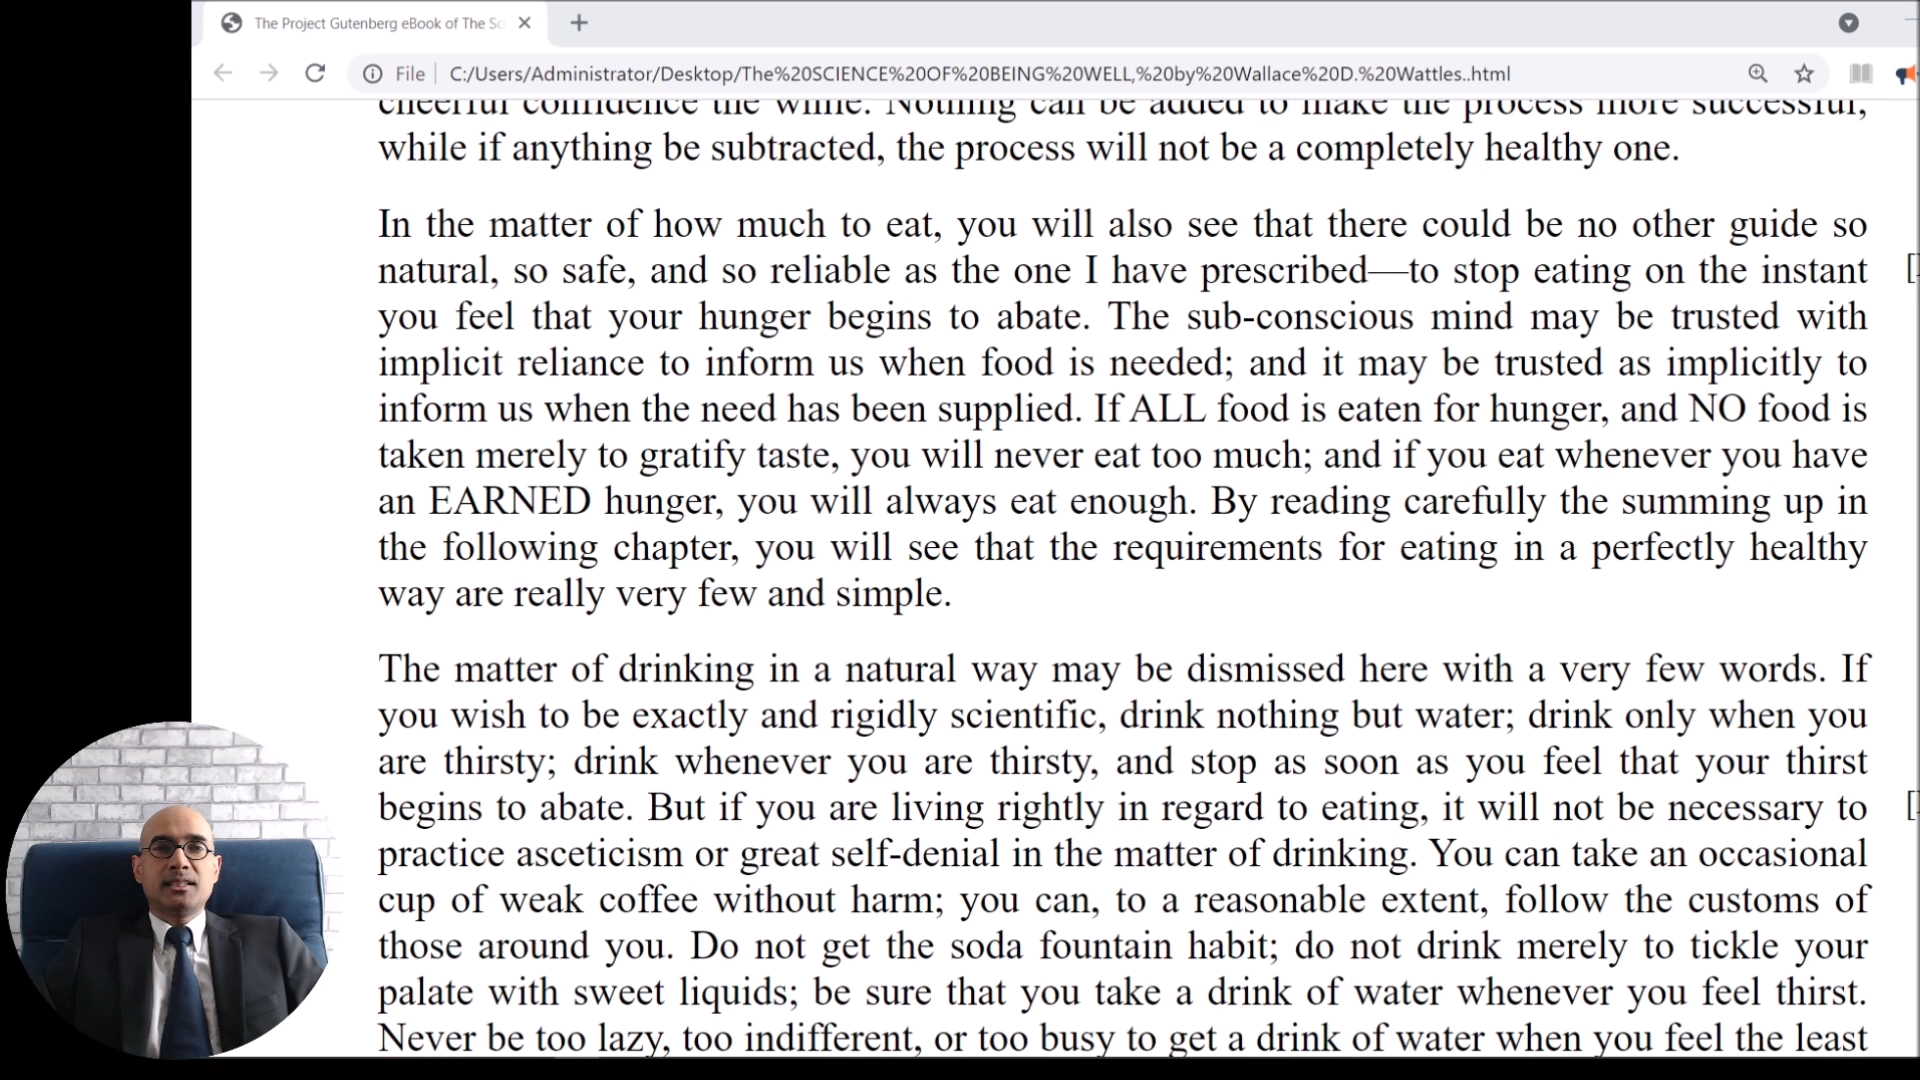 The Project Gutenberg eBook of The Sc
File
C:/Users/Administrator/Desktop/The%20SCIENCE%20OF%20BEING%20WELL,%20by%20Wallace%20D.%20Wattles..html
cheerful confidence the while. Nothing can be added to make the process more successful,
while if anything be subtracted, the process will not be a completely healthy one.
In the matter of how much to eat, you will also see that there could be no other guide so
natural, so safe, and so reliable as the one I have prescribed—to stop eating on the instant
you feel that your hunger begins to abate. The sub-conscious mind may be trusted with
implicit reliance to inform us when food is needed; and it may be trusted as implicitly to
inform us when the need has been supplied. If ALL food is eaten for hunger, and NO food is
taken merely to gratify taste, you will never eat too much; and if you eat whenever you have
an EARNED hunger, you will always eat enough. By reading carefully the summing up in
the following chapter, you will see that the requirements for eating in a perfectly healthy
way are really very few and simple.
The matter of drinking in a natural way may be dismissed here with a very few words. If
you wish to be exactly and rigidly scientific, drink nothing but water; drink only when you
are thirsty; drink whenever you are thirsty, and stop as soon as you feel that your thirst
begins to abate. But if you are living rightly in regard to eating, it will not be necessary to
practice asceticism or great self-denial in the matter of drinking. You can take an occasional
cup of weak coffee without harm; you can, to a reasonable extent, follow the customs of
those around you. Do not get the soda fountain habit; do not drink merely to tickle your
palate with sweet liquids; be sure that you take a drink of water whenever you feel thirst.
Never be too lazy, too indifferent, or too busy to get a drink of water when you feel the least